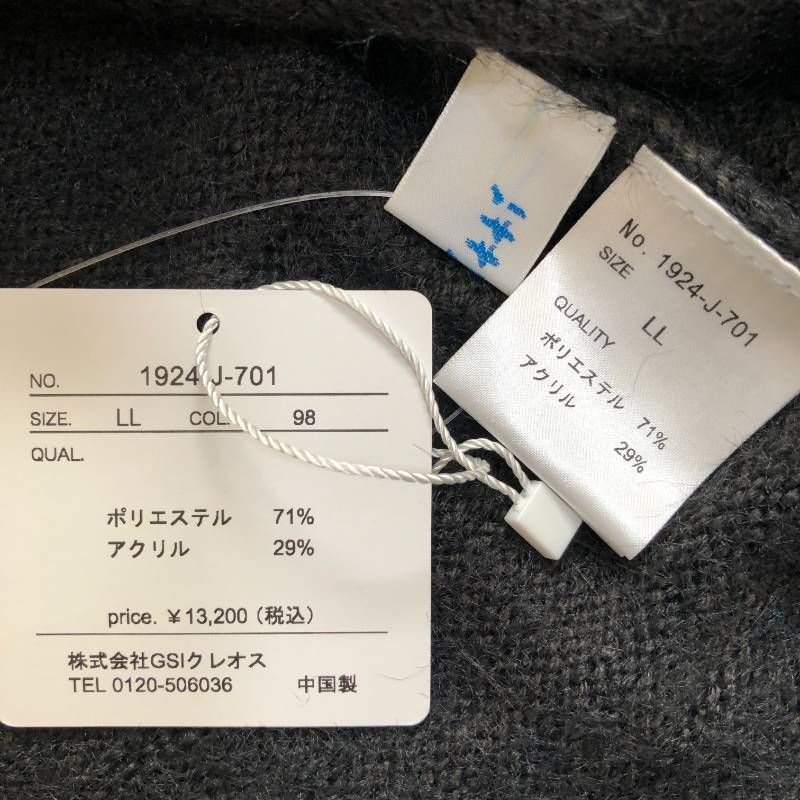 NO. 1924-J-701
SIZE. LL COL. 98
QUAL.
ポリエステル 71%
アクリル 29%
price. ¥13,200(税込)
株式会社GSIクレオス
TEL 0120-506036 中国製
No. 1924-J-701
SIZE
LL
QUALITY
ポリエステル 71%
アクリル 29%